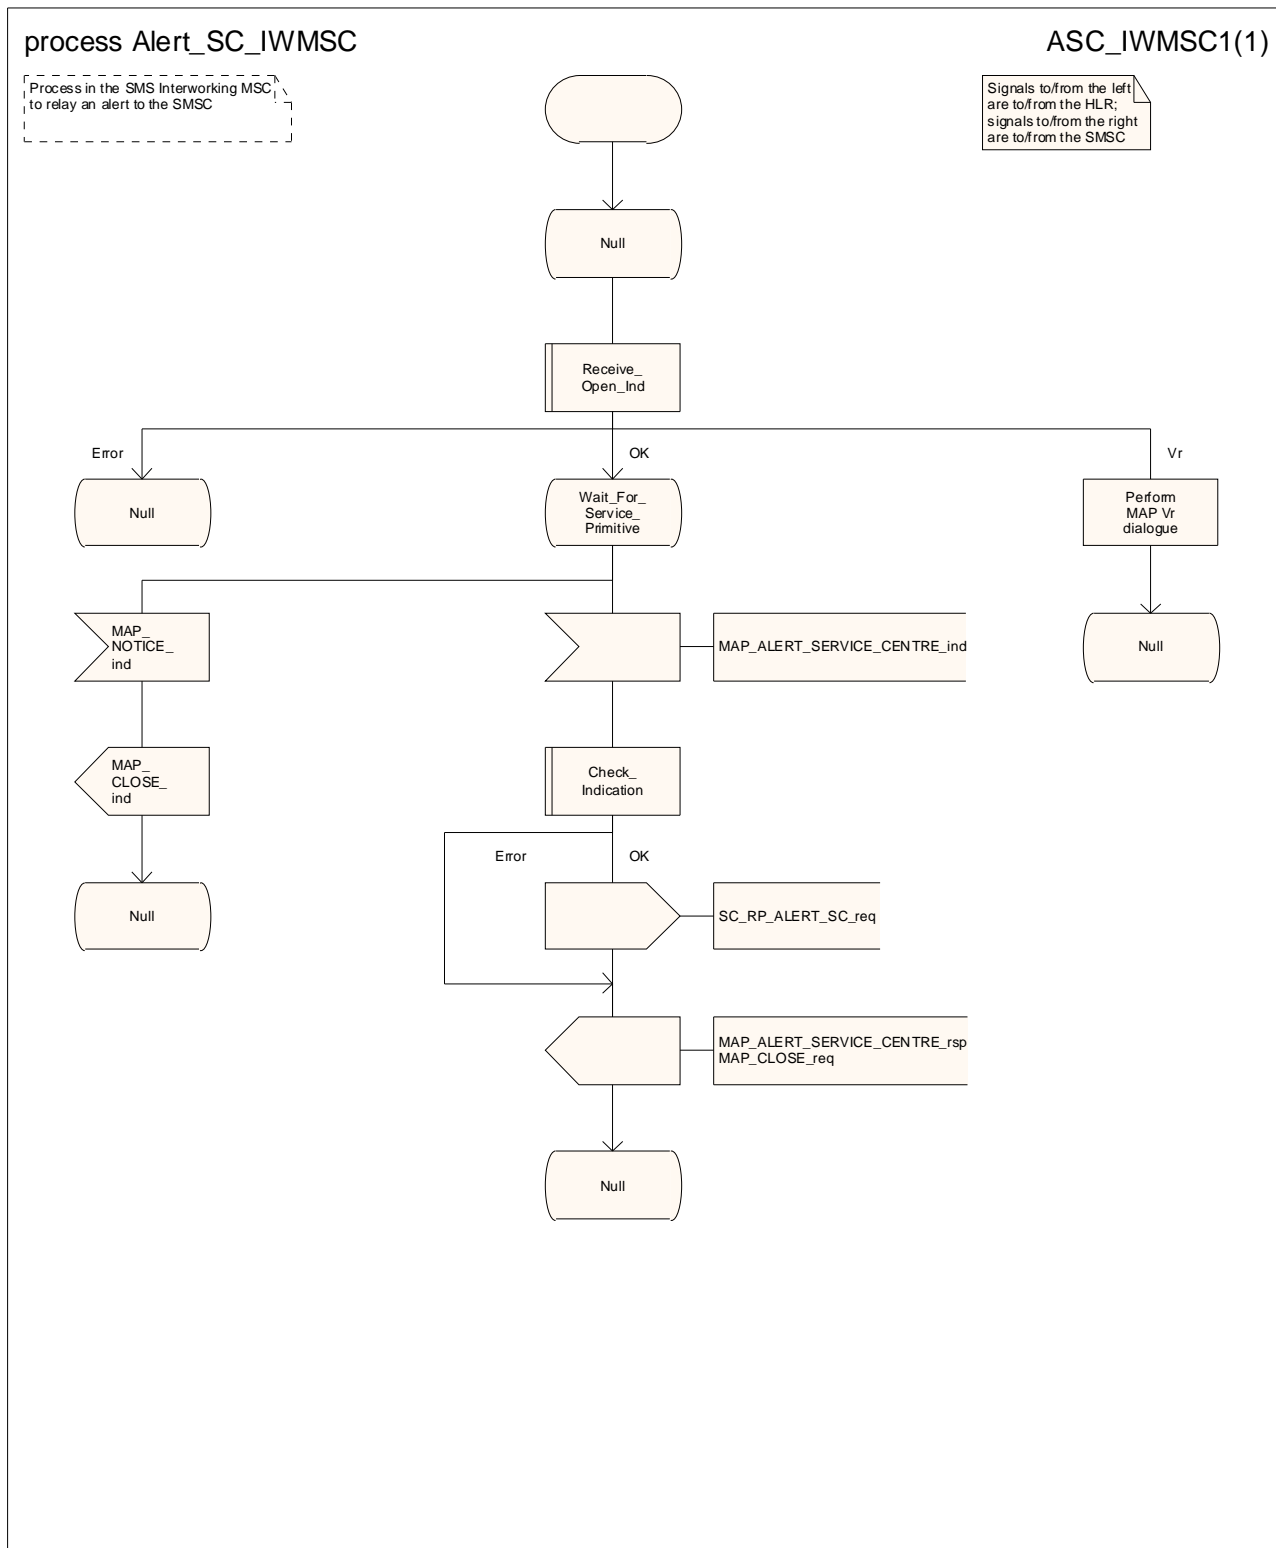 process Alert_SC_IWMSC
ASC_IWMSC1(1)
Process in the SMS Interworking MSC
to relay an alert to the SMSC
Signals to/from the left
are to/from the HLR;
signals to/from the right
are to/from the SMSC
Null
Receive_
Open_Ind
Error
OK
Vr
Null
Wait_For_
Service_
Primitive
Perform
MAP Vr
dialogue
MAP_
NOTICE_
ind
MAP_ALERT_SERVICE_CENTRE_ind
Null
MAP_
CLOSE_
ind
Check_
Indication
Error
OK
Null
SC_RP_ALERT_SC_req
MAP_ALERT_SERVICE_CENTRE_rsp
MAP_CLOSE_req
Null